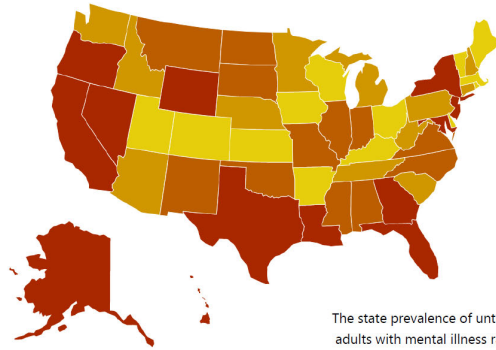 The state prevalence of unt
adults with mental illness r